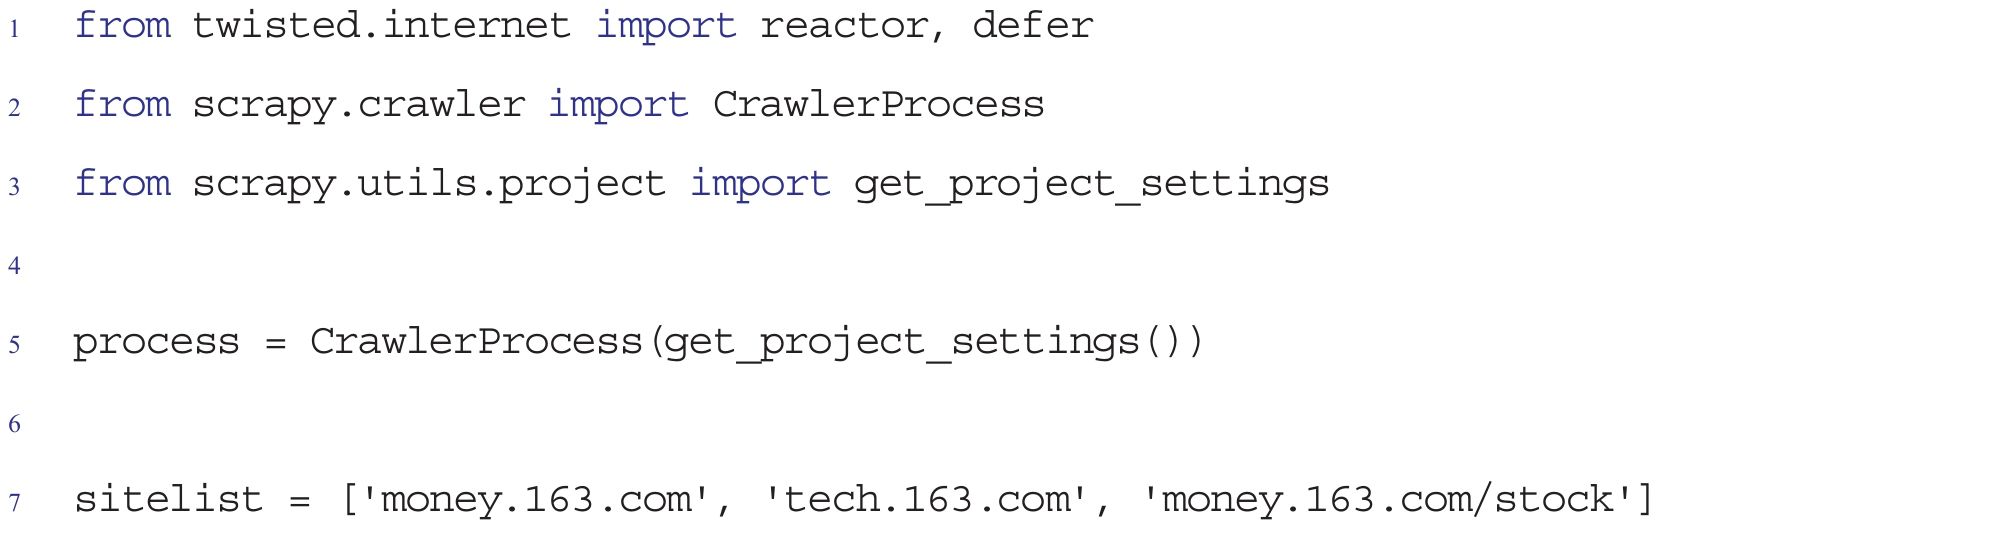 1 from twisted.internet import reactor, defer
2 from scrapy.crawler import CrawlerProcess
3 from scrapy.utils.project import get_project_settings
4
5 process = CrawlerProcess(get_project_settings())
6
7 sitelist = ['money.163.com', 'tech.163.com', 'money.163.com/stock']